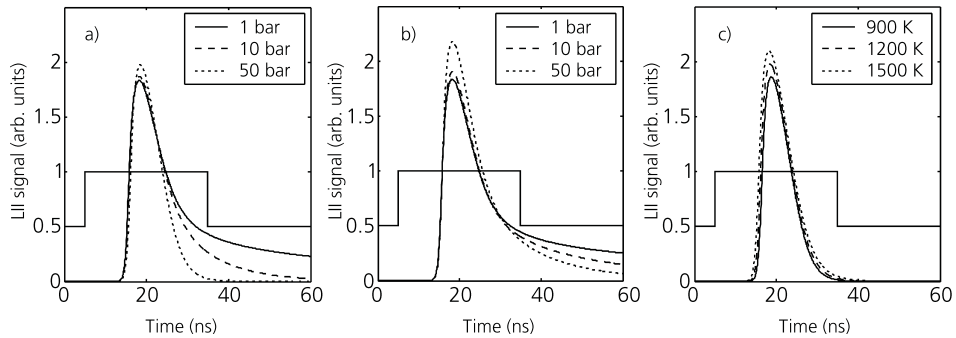 a)
1 bar
10 bar
50 bar
2
1.5
1
0.5
0
LII signal (arb. units)
0 20 40 60
Time (ns)
b)
1 bar
10 bar
50 bar
2
1.5
1
0.5
0
LII signal (arb. units)
0 20 40 60
Time (ns)
c)
900 K
1200 K
1500 K
2
1.5
1
0.5
0
LII signal (arb. units)
0 20 40 60
Time (ns)